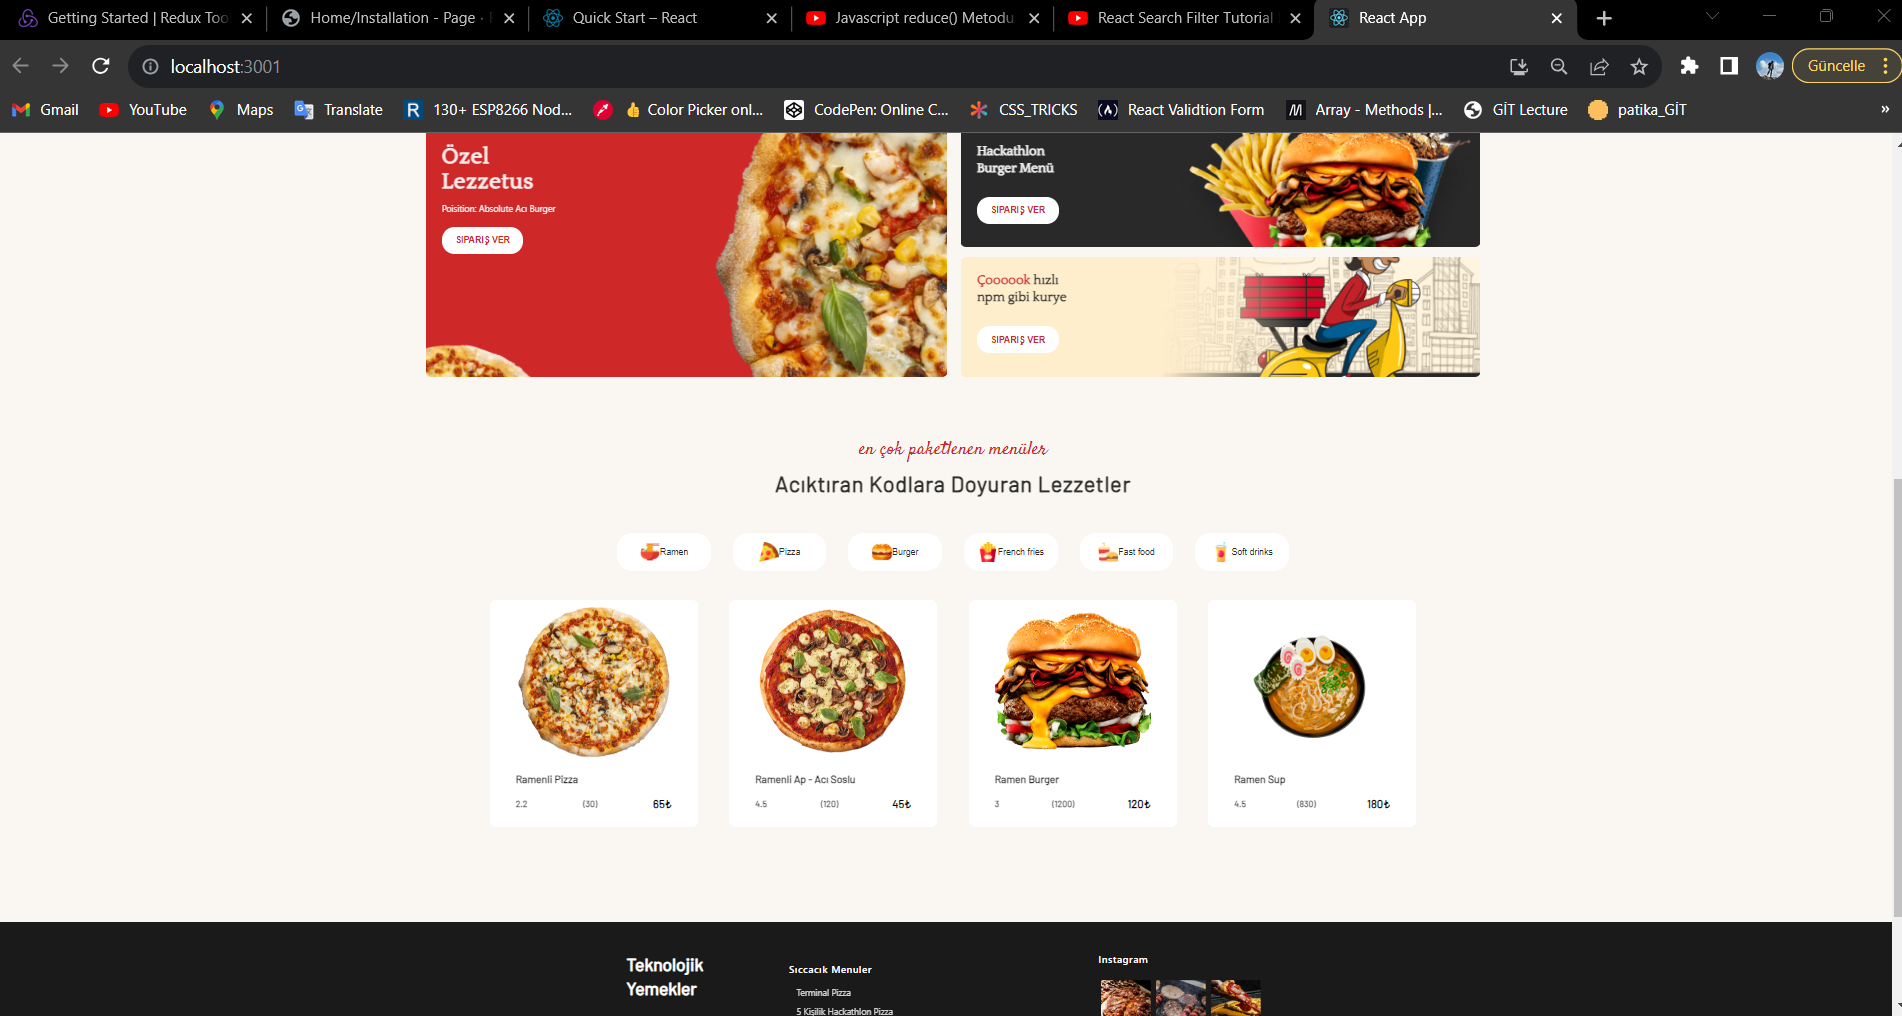 Getting Started | Redux Too
Home/Installation - Page ·
Quick Start – React
Javascript reduce() Metodu
React Search Filter Tutorial
React App
localhost:3001
Güncelle
Gmail
YouTube
Maps
Translate
130+ ESP8266 Nod...
Color Picker onl...
CodePen: Online C...
CSS_TRICKS
React Validtion Form
Array - Methods |...
GİT Lecture
patika_GİT
»
Özel
Lezzetus
Poisition: Absolute Acı Burger
SIPARIŞ VER
Hackathlon
Burger Menü
SIPARIŞ VER
Çoooook hızlı
npm gibi kurye
SIPARIŞ VER
en çok paketlenen menüler
Acıktıran Kodlara Doyuran Lezzetler
Ramen
Pizza
Burger
French fries
Fast food
Soft drinks
Ramenli Pizza
2.2 (30) 65₺
Ramenli Ap - Acı Soslu
4.5 (120) 45₺
Ramen Burger
3 (1200) 120₺
Ramen Sup
4.5 (830) 180₺
Teknolojik
Yemekler
Sıccacık Menuler
Terminal Pizza
5 Kişilik Hackathlon Pizza
Instagram